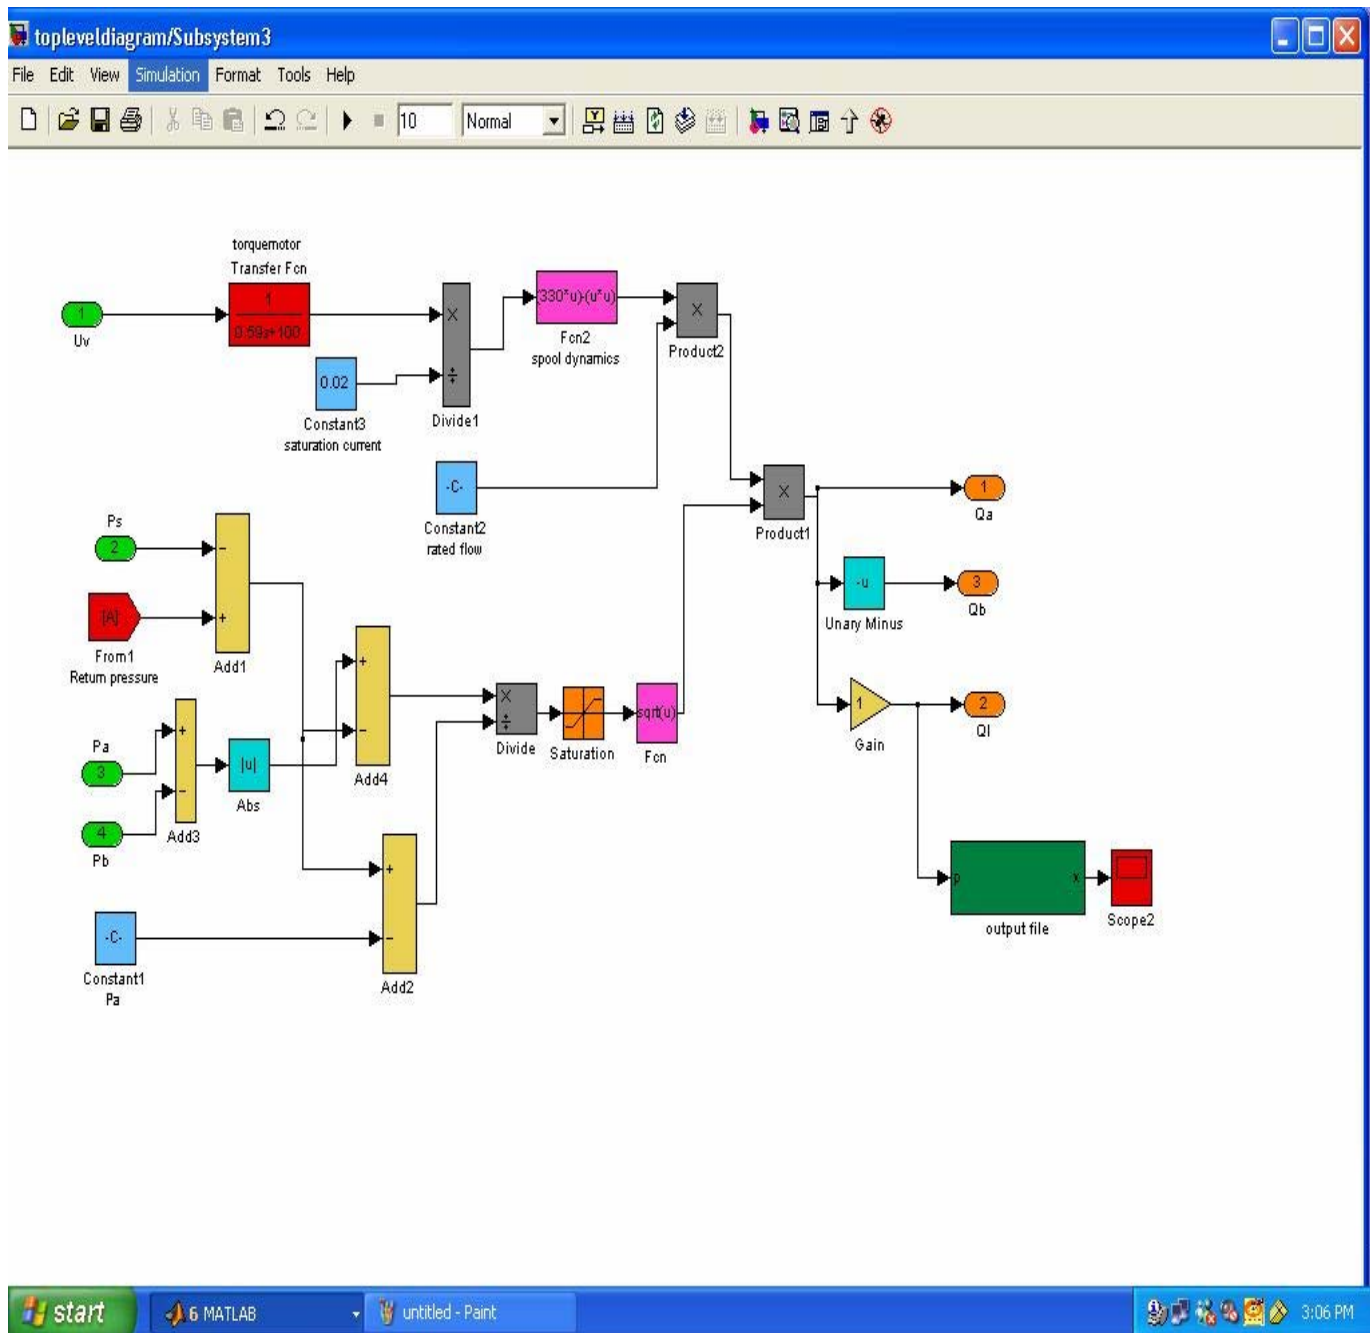 topleveldiagram/Subsystem3
File Edit View Simulation Format Tools Help
10 Normal
torquemotor
Transfer Fcn
1
0.59s+100
1
Uv
0.02
Constant3
saturation current
×
÷
Divide1
(330*u)-(u*u)
Fcn2
spool dynamics
×
Product2
-C-
Constant2
rated flow
×
Product1
1
Qa
-u
Unary Minus
3
Qb
1
Gain
2
Ql
Ps
2
−
[A]
+
From1
Return pressure
Add1
Pa
3
+
−
4
Pb
Add3
|u|
Abs
+
−
Add4
×
÷
Divide
Saturation
sqrt(u)
Fcn
+
−
Add2
-C-
Constant1
Pa
p x
output file
Scope2
start 6 MATLAB untitled - Paint 3:06 PM